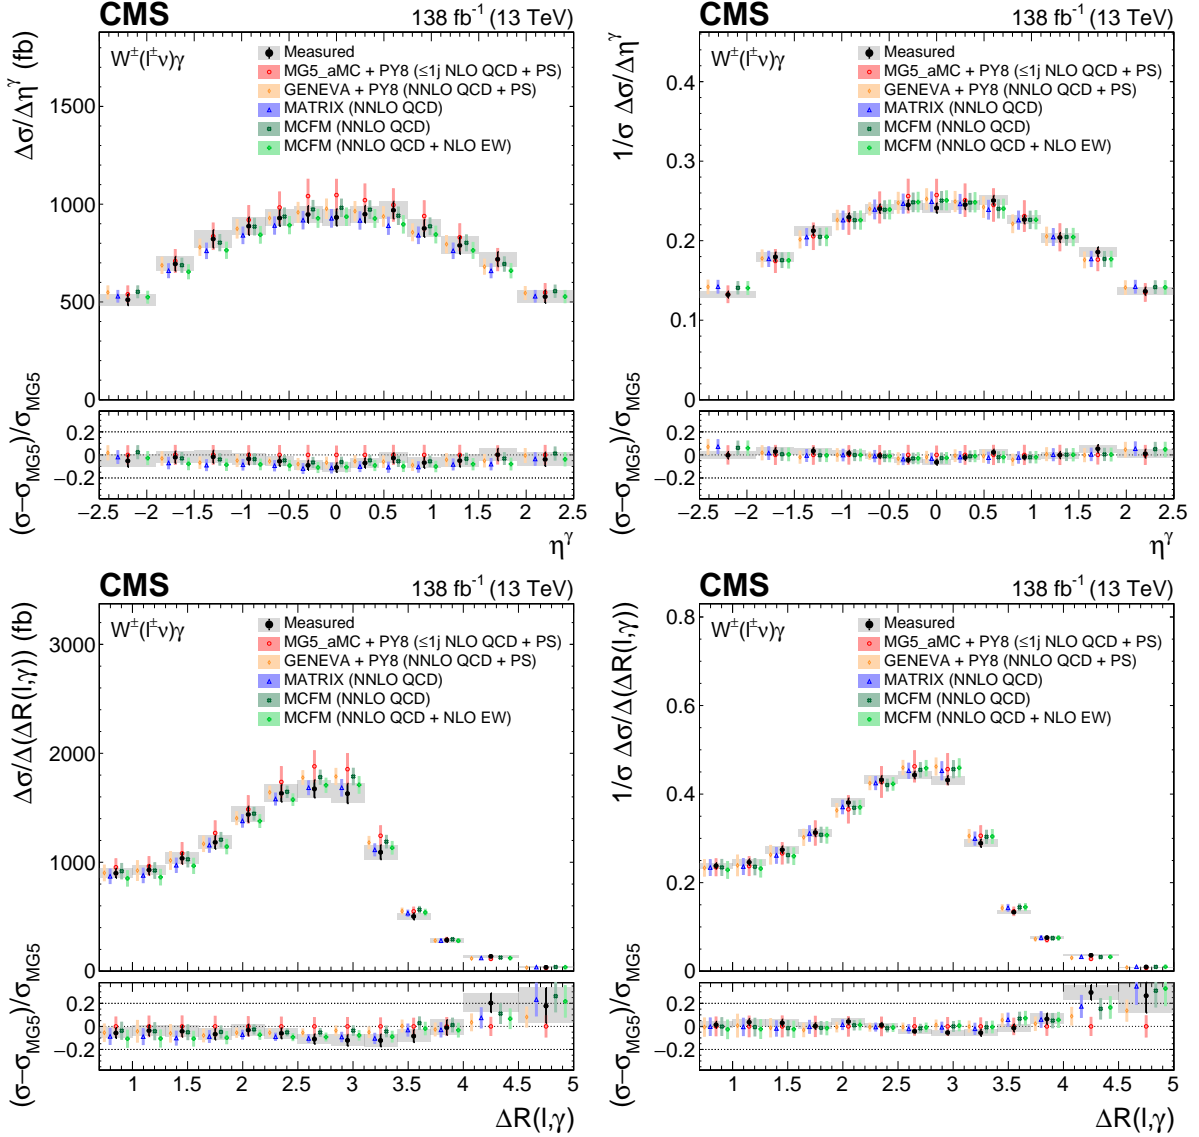 CMS
138 fb⁻¹ (13 TeV)
Δσ/Δη^γ (fb)
W±(l±ν)γ
Measured
MG5_aMC + PY8 (≤1j NLO QCD + PS)
GENEVA + PY8 (NNLO QCD + PS)
MATRIX (NNLO QCD)
MCFM (NNLO QCD)
MCFM (NNLO QCD + NLO EW)
1500
1000
500
0
(σ−σ_MG5)/σ_MG5
0.2
0
−0.2
−2.5 −2 −1.5 −1 −0.5 0 0.5 1 1.5 2 2.5
η^γ
CMS
138 fb⁻¹ (13 TeV)
1/σ Δσ/Δη^γ
W±(l±ν)γ
Measured
MG5_aMC + PY8 (≤1j NLO QCD + PS)
GENEVA + PY8 (NNLO QCD + PS)
MATRIX (NNLO QCD)
MCFM (NNLO QCD)
MCFM (NNLO QCD + NLO EW)
0.4
0.3
0.2
0.1
0
(σ−σ_MG5)/σ_MG5
0.2
0
−0.2
−2.5 −2 −1.5 −1 −0.5 0 0.5 1 1.5 2 2.5
η^γ
CMS
138 fb⁻¹ (13 TeV)
Δσ/Δ(ΔR(l,γ)) (fb)
W±(l±ν)γ
Measured
MG5_aMC + PY8 (≤1j NLO QCD + PS)
GENEVA + PY8 (NNLO QCD + PS)
MATRIX (NNLO QCD)
MCFM (NNLO QCD)
MCFM (NNLO QCD + NLO EW)
3000
2000
1000
0
(σ−σ_MG5)/σ_MG5
0.2
0
−0.2
1 1.5 2 2.5 3 3.5 4 4.5 5
ΔR(l,γ)
CMS
138 fb⁻¹ (13 TeV)
1/σ Δσ/Δ(ΔR(l,γ))
W±(l±ν)γ
Measured
MG5_aMC + PY8 (≤1j NLO QCD + PS)
GENEVA + PY8 (NNLO QCD + PS)
MATRIX (NNLO QCD)
MCFM (NNLO QCD)
MCFM (NNLO QCD + NLO EW)
0.8
0.6
0.4
0.2
0
(σ−σ_MG5)/σ_MG5
0.2
0
−0.2
1 1.5 2 2.5 3 3.5 4 4.5 5
ΔR(l,γ)